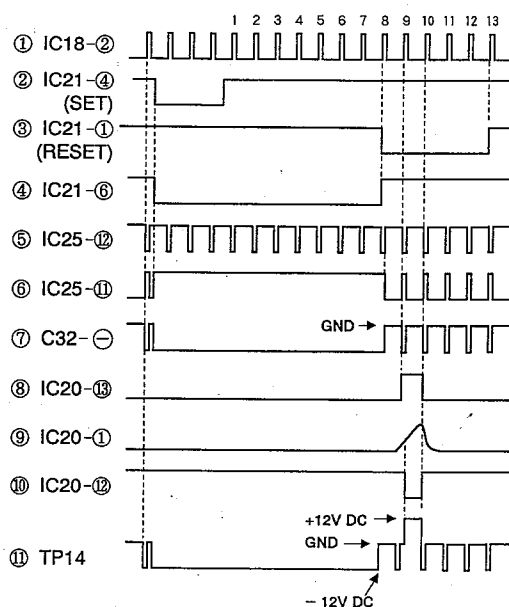 1 2 3 4 5 6 7 8 9 10 11 12 13
① IC18-②
② IC21-④
(SET)
③ IC21-①
(RESET)
④ IC21-⑥
⑤ IC25-⑫
⑥ IC25-⑪
⑦ C32-⊖
GND
⑧ IC20-⑬
⑨ IC20-①
⑩ IC20-⑫
+12V DC
GND
⑪ TP14
− 12V DC